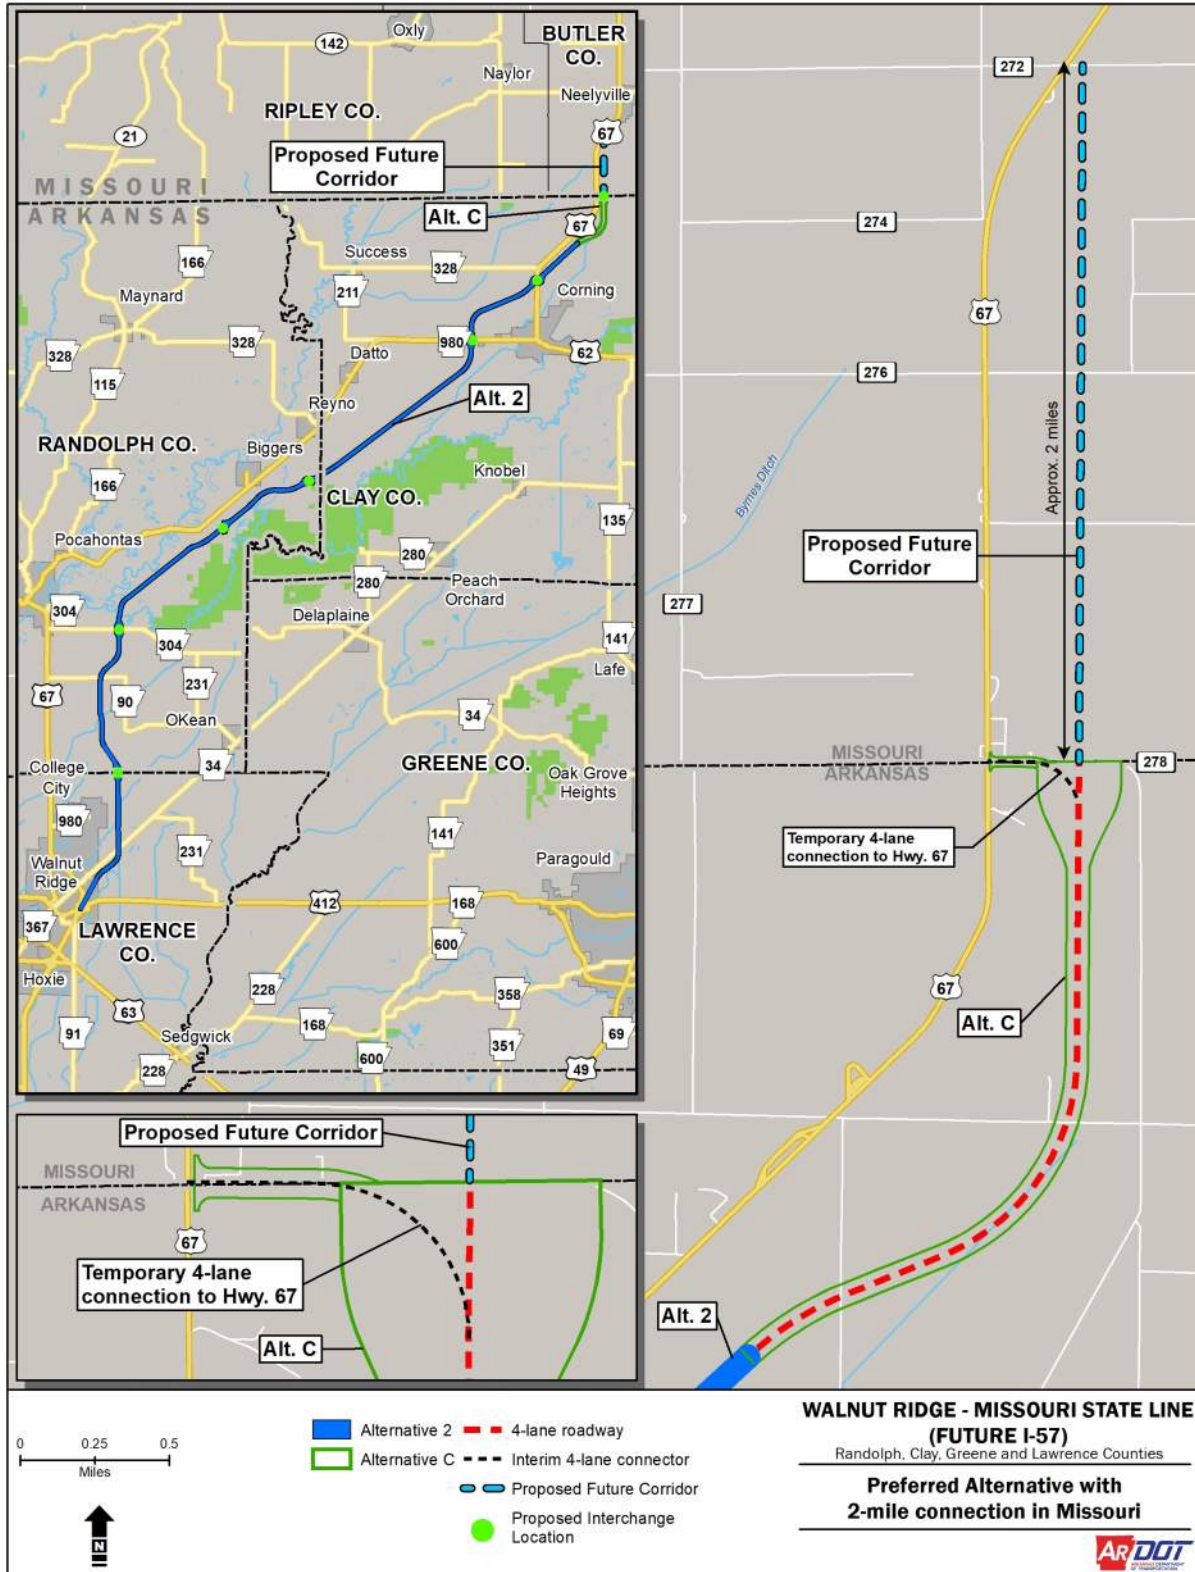 Oxly
BUTLER
CO.
142
Naylor
Neelyville
RIPLEY CO.
21
67
Proposed Future
Corridor
MISSOURI
ARKANSAS
Alt. C
67
166
Success
328
211
Corning
Maynard
328
328
980
Datto
62
115
Reyno
Alt. 2
RANDOLPH CO.
Biggers
Knobel
166
CLAY CO.
135
Pocahontas
280
280
Peach
Orchard
304
Delaplaine
304
141
Lafe
67
231
90
OKean
34
34
College
City
GREENE CO.
Oak Grove
Heights
980
141
231
Paragould
Walnut
Ridge
412
168
367
LAWRENCE
CO.
600
Hoxie
228
358
63
168
91
Sedgwick
351
69
228
600
49
272
274
67
276
Byrnes Ditch
Approx. 2 miles
Proposed Future
Corridor
277
MISSOURI
ARKANSAS
278
Temporary 4-lane
connection to Hwy. 67
67
Alt. C
Alt. 2
Proposed Future Corridor
MISSOURI
ARKANSAS
67
Temporary 4-lane
connection to Hwy. 67
Alt. C
0 0.25 0.5
Miles
N
Alternative 2
Alternative C
4-lane roadway
Interim 4-lane connector
Proposed Future Corridor
Proposed Interchange
Location
WALNUT RIDGE - MISSOURI STATE LINE
(FUTURE I-57)
Randolph, Clay, Greene and Lawrence Counties
Preferred Alternative with
2-mile connection in Missouri
ARDOT
ARKANSAS DEPARTMENT
OF TRANSPORTATION